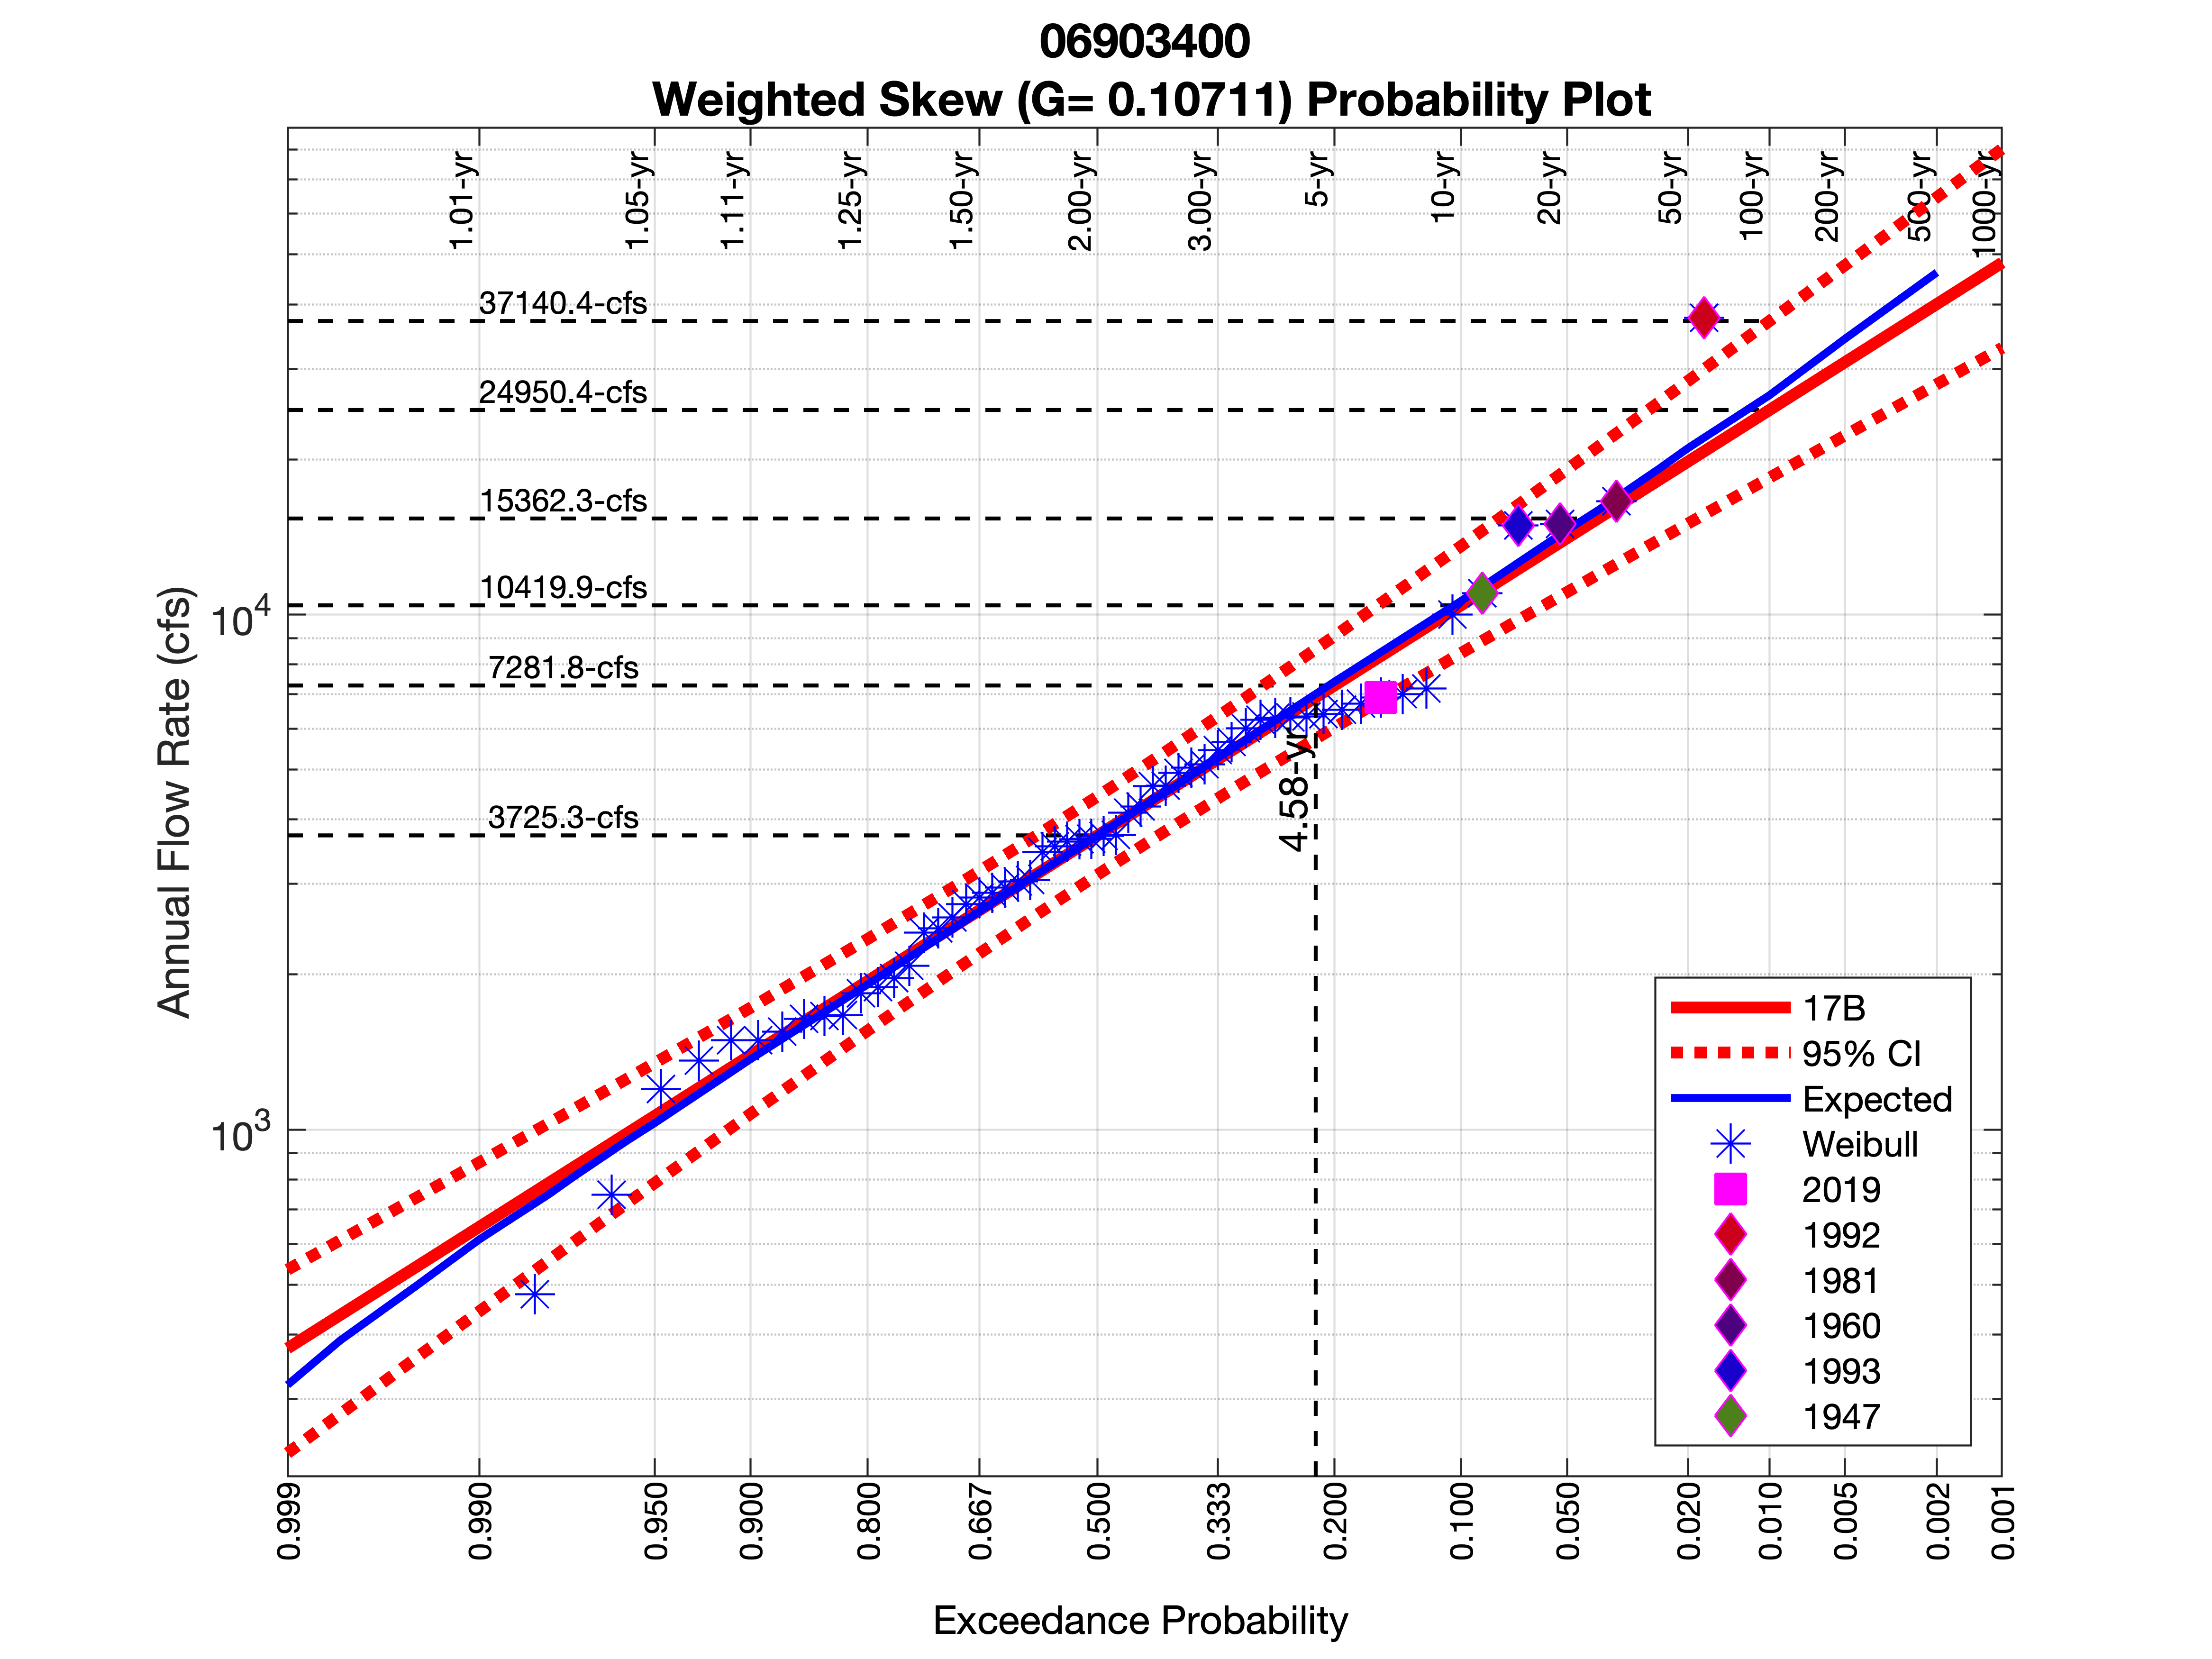 06903400
Weighted Skew (G= 0.10711) Probability Plot
1.01-yr
1.05-yr
1.11-yr
1.25-yr
1.50-yr
2.00-yr
3.00-yr
5-yr
10-yr
20-yr
50-yr
100-yr
200-yr
500-yr
1000-yr
37140.4-cfs
24950.4-cfs
15362.3-cfs
10419.9-cfs
7281.8-cfs
3725.3-cfs
4.58-yr
Annual Flow Rate (cfs)
10^4
10^3
17B
95% CI
Expected
Weibull
2019
1992
1981
1960
1993
1947
0.999
0.990
0.950
0.900
0.800
0.667
0.500
0.333
0.200
0.100
0.050
0.020
0.010
0.005
0.002
0.001
Exceedance Probability